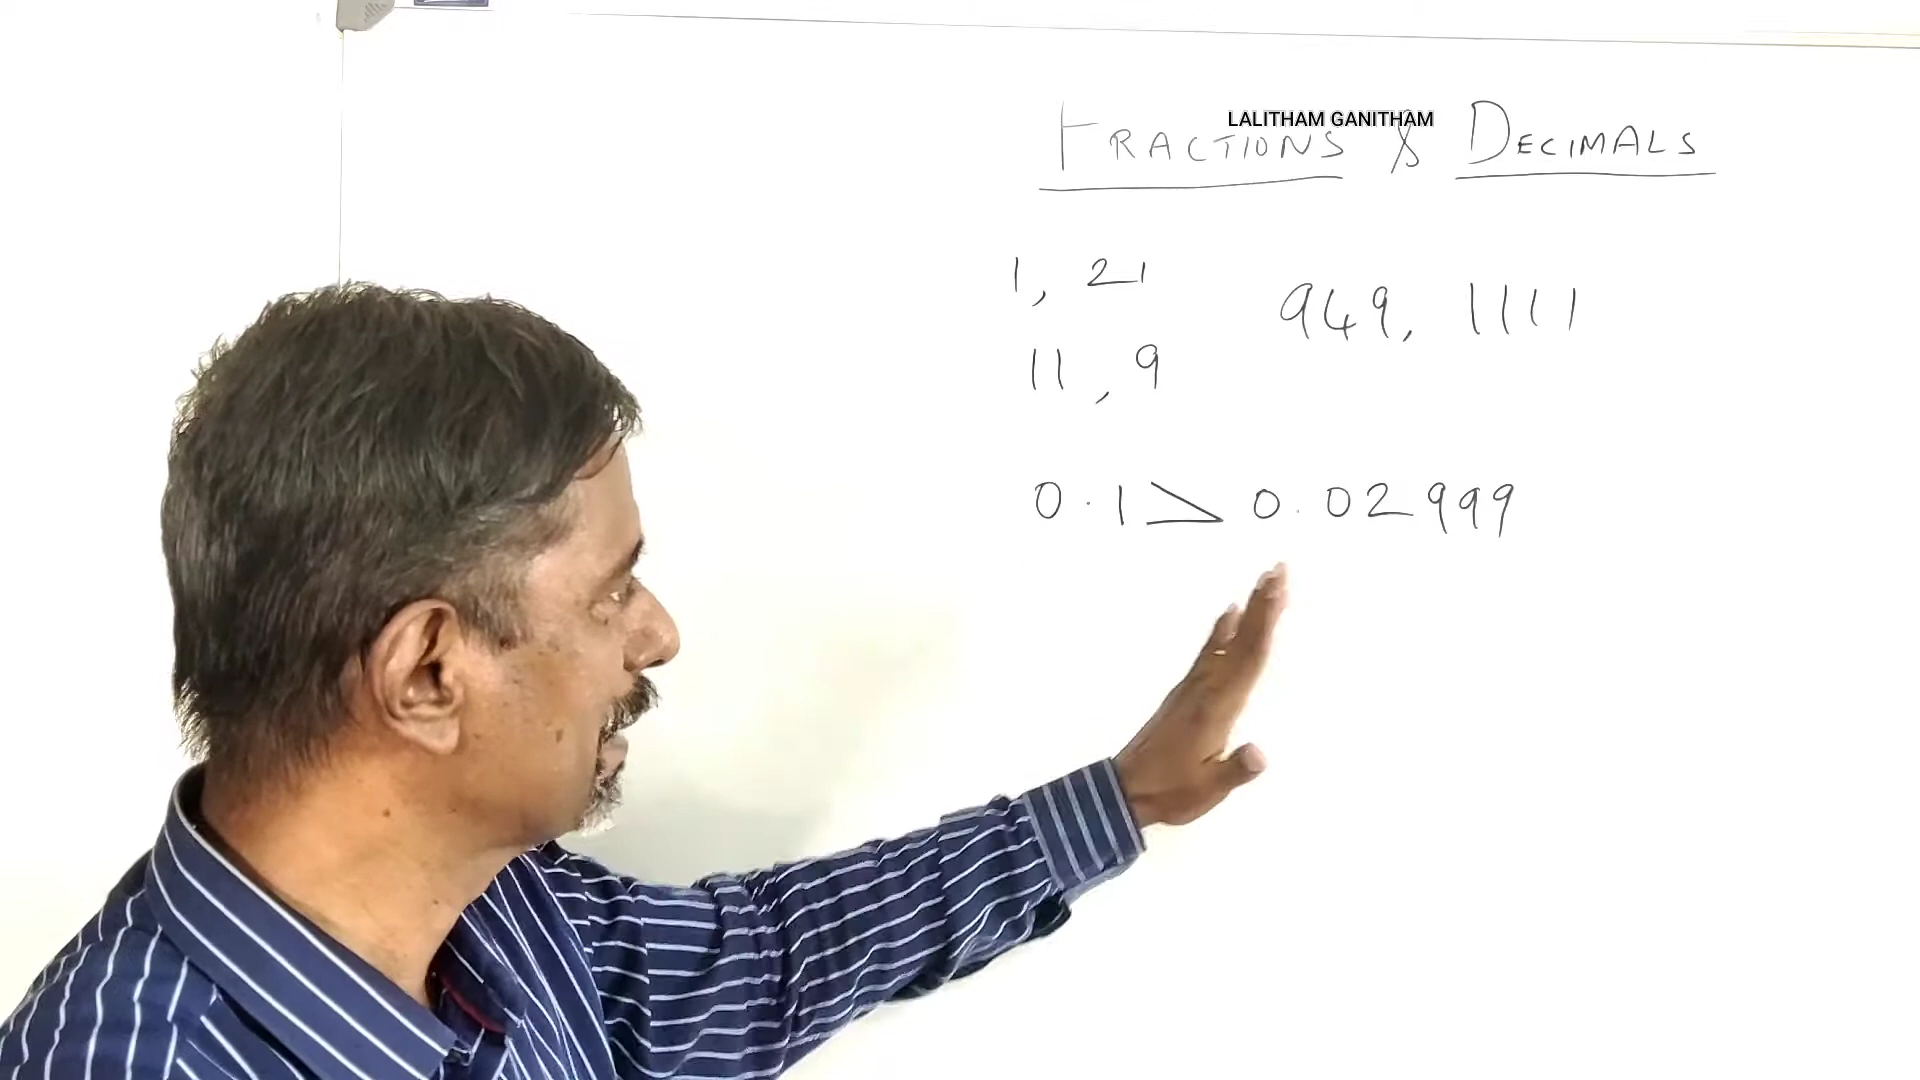 LALITHAM GANITHAM
FRACTIONS & DECIMALS
1, 21
949, 1111
11, 9
0.1 > 0.02999